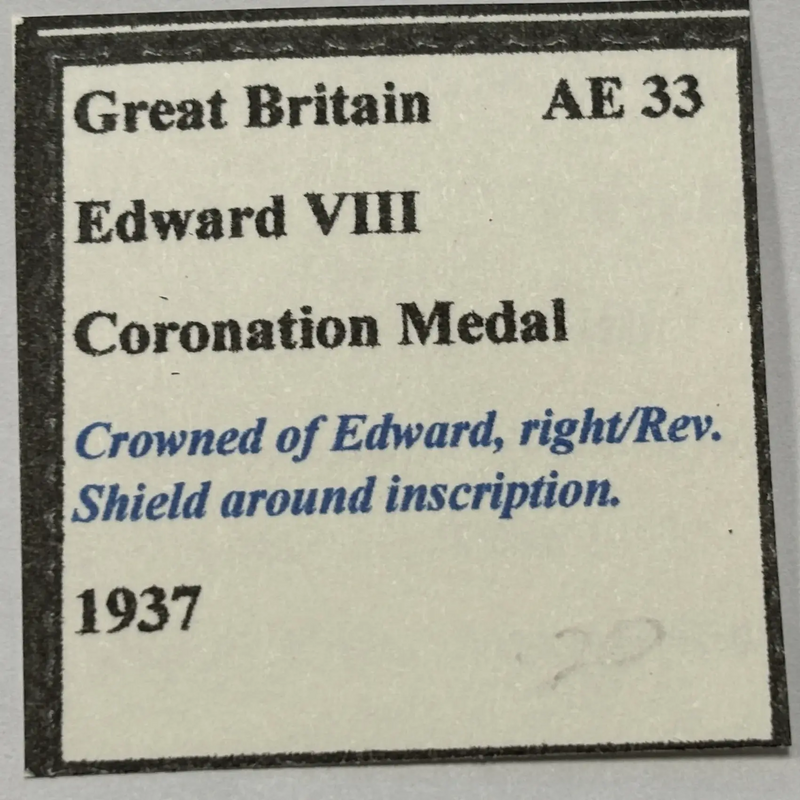 Great Britain AE 33
Edward VIII
Coronation Medal
Crowned of Edward, right/Rev.
Shield around inscription.
1937
20